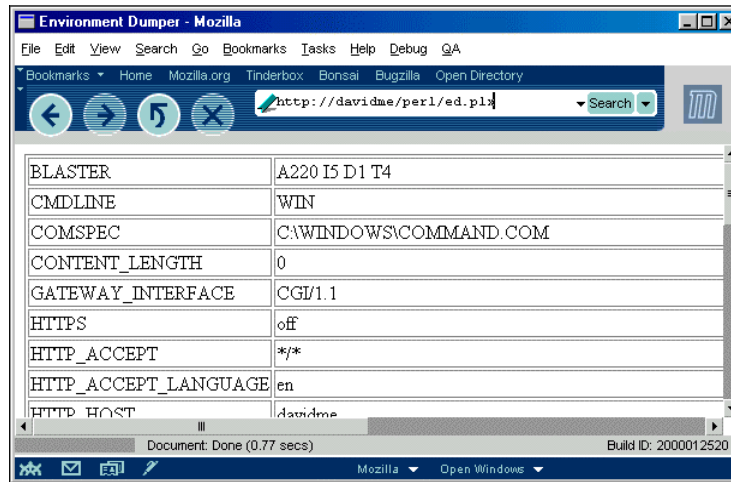 Environment Dumper - Mozilla
File Edit View Search Go Bookmarks Tasks Help Debug QA
Bookmarks Home Mozilla.org Tinderbox Bonsai Bugzilla Open Directory
http://davidme/perl/ed.plx Search
BLASTER A220 I5 D1 T4
CMDLINE WIN
COMSPEC C:\WINDOWS\COMMAND.COM
CONTENT_LENGTH 0
GATEWAY_INTERFACE CGI/1.1
HTTPS off
HTTP_ACCEPT */*
HTTP_ACCEPT_LANGUAGE en
HTTP_HOST davidme
Document: Done (0.77 secs) Build ID: 2000012520
Mozilla Open Windows